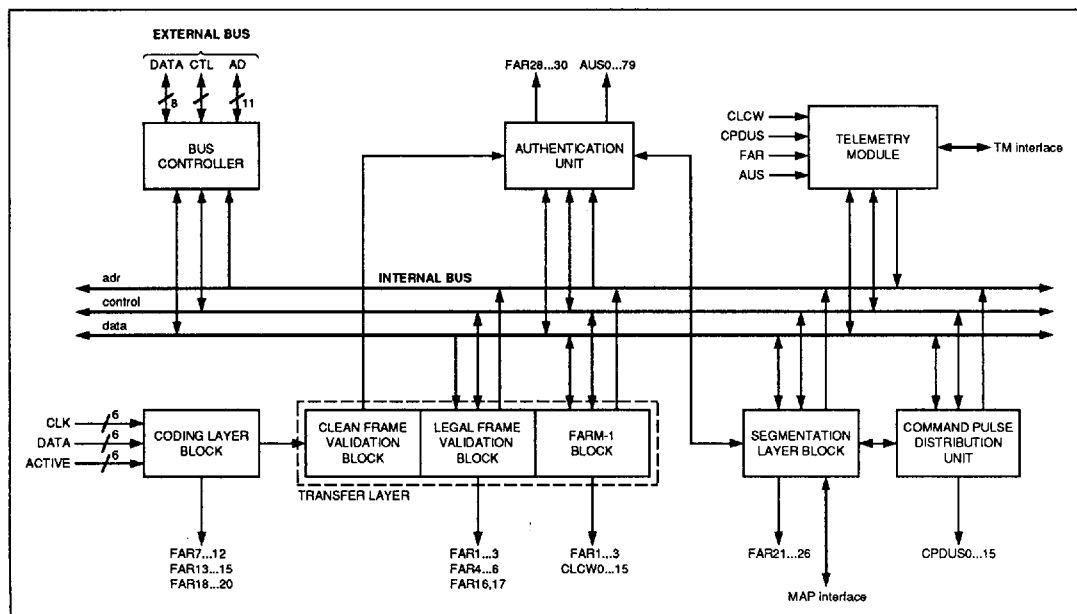 EXTERNAL BUS
DATA CTL AD
8 11
BUS
CONTROLLER
FAR28...30 AUS0...79
AUTHENTICATION
UNIT
CLCW
CPDUS
FAR
AUS
TELEMETRY
MODULE
TM interface
adr
INTERNAL BUS
control
data
CLK 6
DATA 6
ACTIVE 6
CODING LAYER
BLOCK
CLEAN FRAME
VALIDATION
BLOCK
LEGAL FRAME
VALIDATION
BLOCK
FARM-1
BLOCK
TRANSFER LAYER
SEGMENTATION
LAYER BLOCK
COMMAND PULSE
DISTRIBUTION
UNIT
FAR7...12
FAR13...15
FAR18...20
FAR1...3
FAR4...6
FAR16,17
FAR1...3
CLCW0...15
FAR21...26
MAP interface
CPDUS0...15